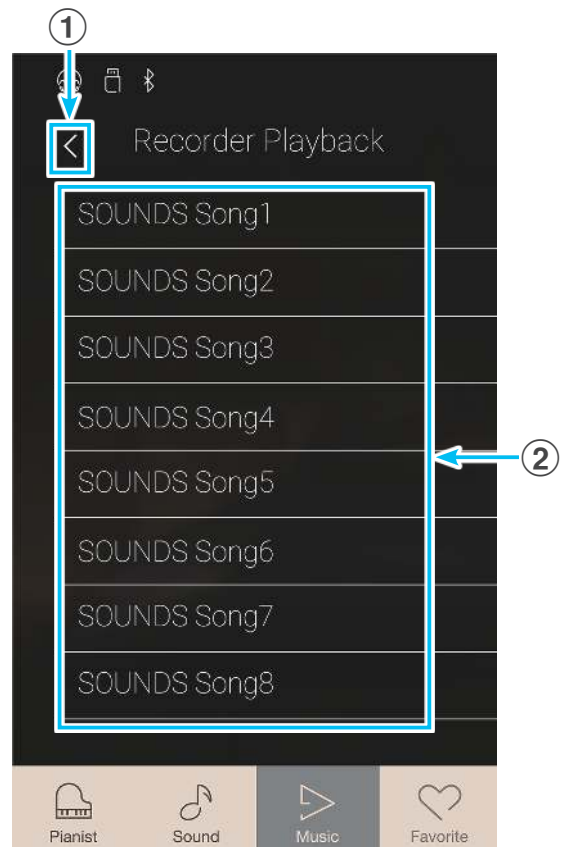 ①
Recorder Playback
SOUNDS Song1
SOUNDS Song2
SOUNDS Song3
SOUNDS Song4
SOUNDS Song5
②
SOUNDS Song6
SOUNDS Song7
SOUNDS Song8
Pianist Sound Music Favorite